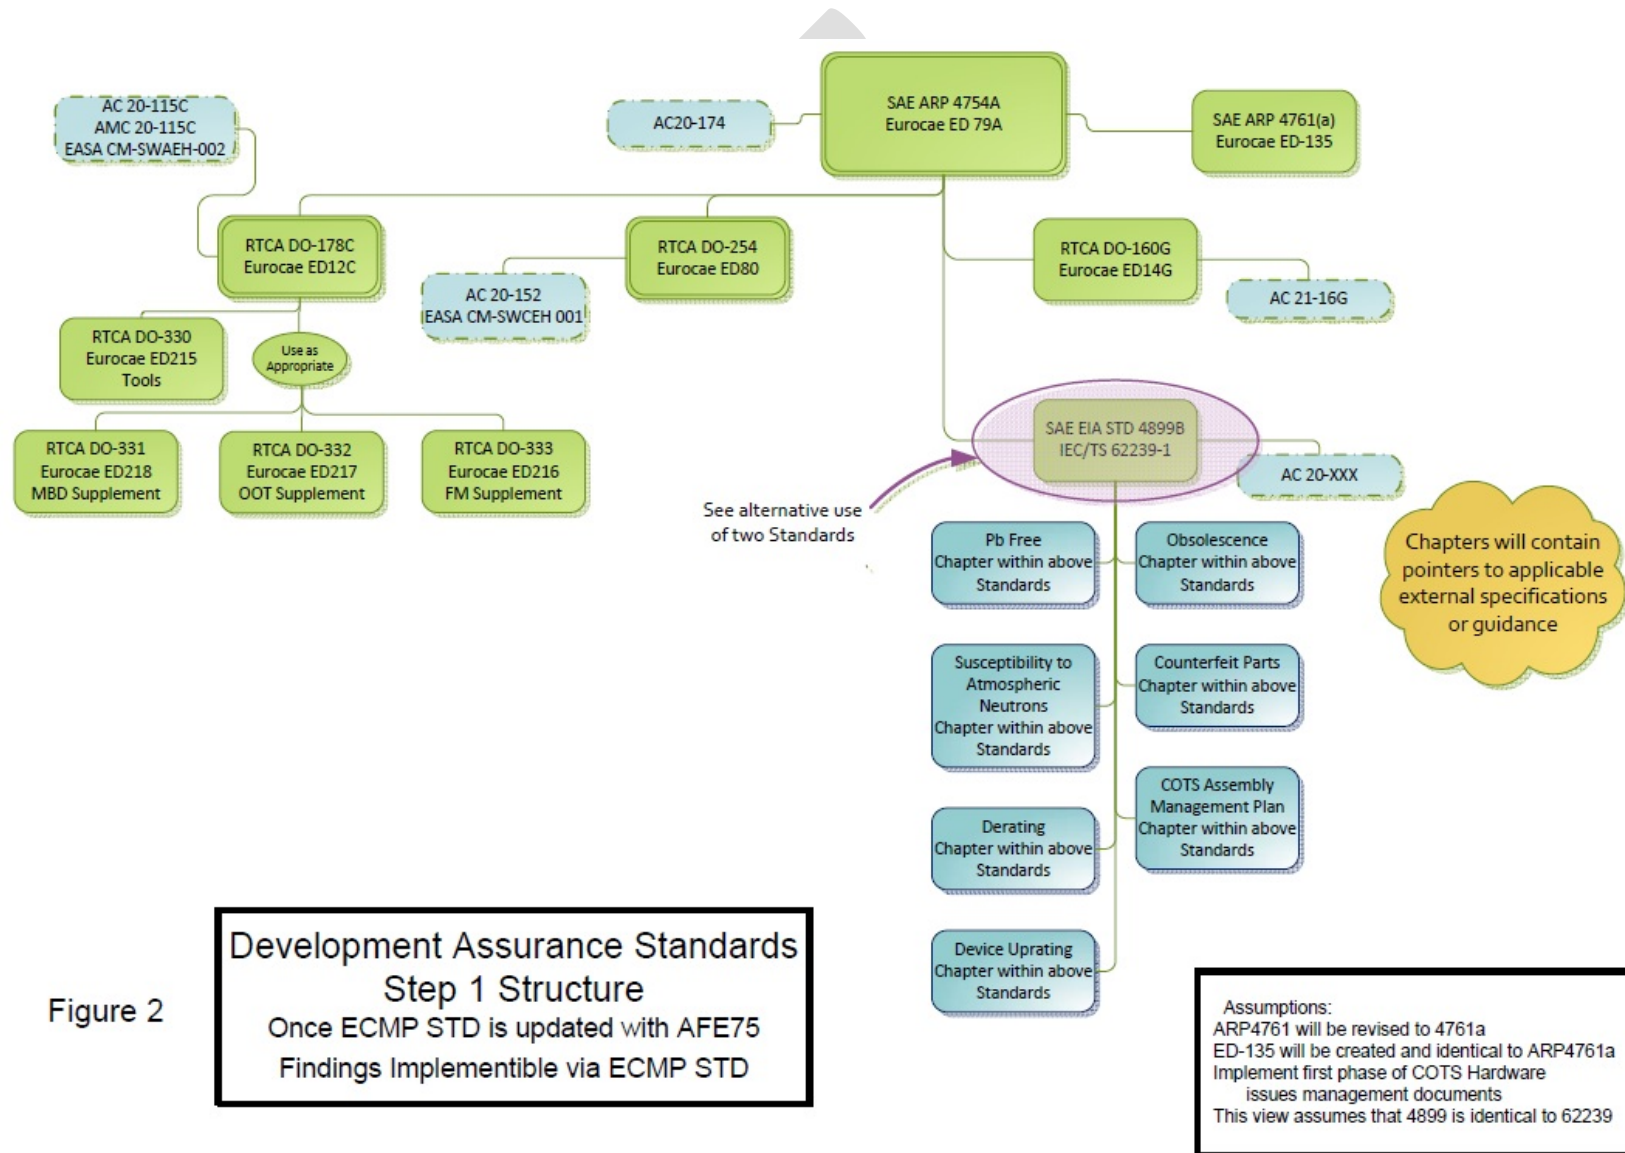 AC 20-115C
AMC 20-115C
EASA CM-SWAEH-002
AC20-174
SAE ARP 4754A
Eurocae ED 79A
SAE ARP 4761(a)
Eurocae ED-135
RTCA DO-178C
Eurocae ED12C
RTCA DO-254
Eurocae ED80
RTCA DO-160G
Eurocae ED14G
AC 20-152
EASA CM-SWCEH 001
AC 21-16G
RTCA DO-330
Eurocae ED215
Tools
Use as
Appropriate
RTCA DO-331
Eurocae ED218
MBD Supplement
RTCA DO-332
Eurocae ED217
OOT Supplement
RTCA DO-333
Eurocae ED216
FM Supplement
SAE EIA STD 4899B
IEC/TS 62239-1
AC 20-XXX
See alternative use
of two Standards
Pb Free
Chapter within above
Standards
Obsolescence
Chapter within above
Standards
Chapters will contain
pointers to applicable
external specifications
or guidance
Susceptibility to
Atmospheric
Neutrons
Chapter within above
Standards
Counterfeit Parts
Chapter within above
Standards
COTS Assembly
Management Plan
Chapter within above
Standards
Derating
Chapter within above
Standards
Device Uprating
Chapter within above
Standards
Figure 2
Development Assurance Standards
Step 1 Structure
Once ECMP STD is updated with AFE75
Findings Implementible via ECMP STD
Assumptions:
ARP4761 will be revised to 4761a
ED-135 will be created and identical to ARP4761a
Implement first phase of COTS Hardware
issues management documents
This view assumes that 4899 is identical to 62239